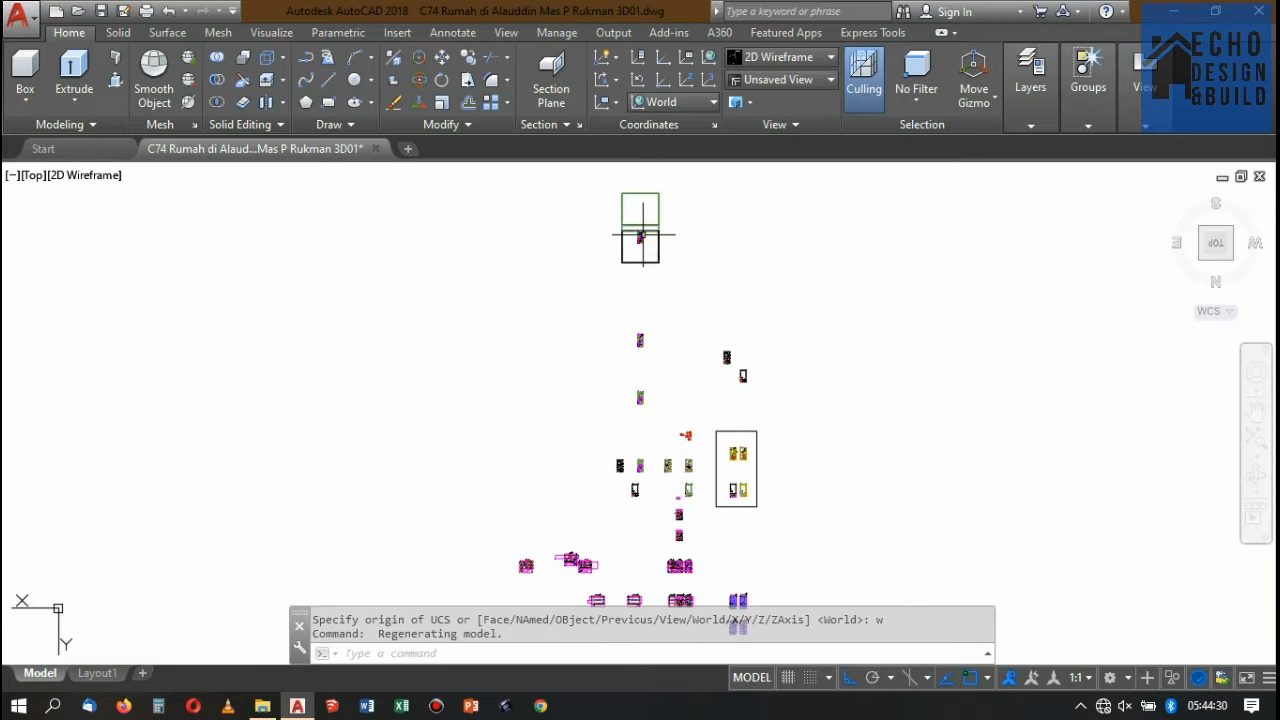 Autodesk AutoCAD 2018 C74 Rumah di Alauddin Mas P Rukman 3D01.dwg
Type a keyword or phrase
Sign In
Home Solid Surface Mesh Visualize Parametric Insert Annotate View Manage Output Add-ins A360 Featured Apps Express Tools
ECHO
DESIGN
&BUILD
Box
Extrude
Smooth
Object
Section
Plane
2D Wireframe
Unsaved View
World
Culling
No Filter
Move
Gizmo
Layers
Groups
View
Modeling Mesh Solid Editing Draw Modify Section Coordinates View Selection
Start
C74 Rumah di Alaud...Mas P Rukman 3D01*
[−][Top][2D Wireframe]
S
E
TOP
W
N
WCS
X
Y
Specify origin of UCS or [Face/NAmed/OBject/Previous/View/World/X/Y/Z/ZAxis] <World>: w
Command: Regenerating model.
Type a command
Model Layout1
MODEL
1:1
05:44:30